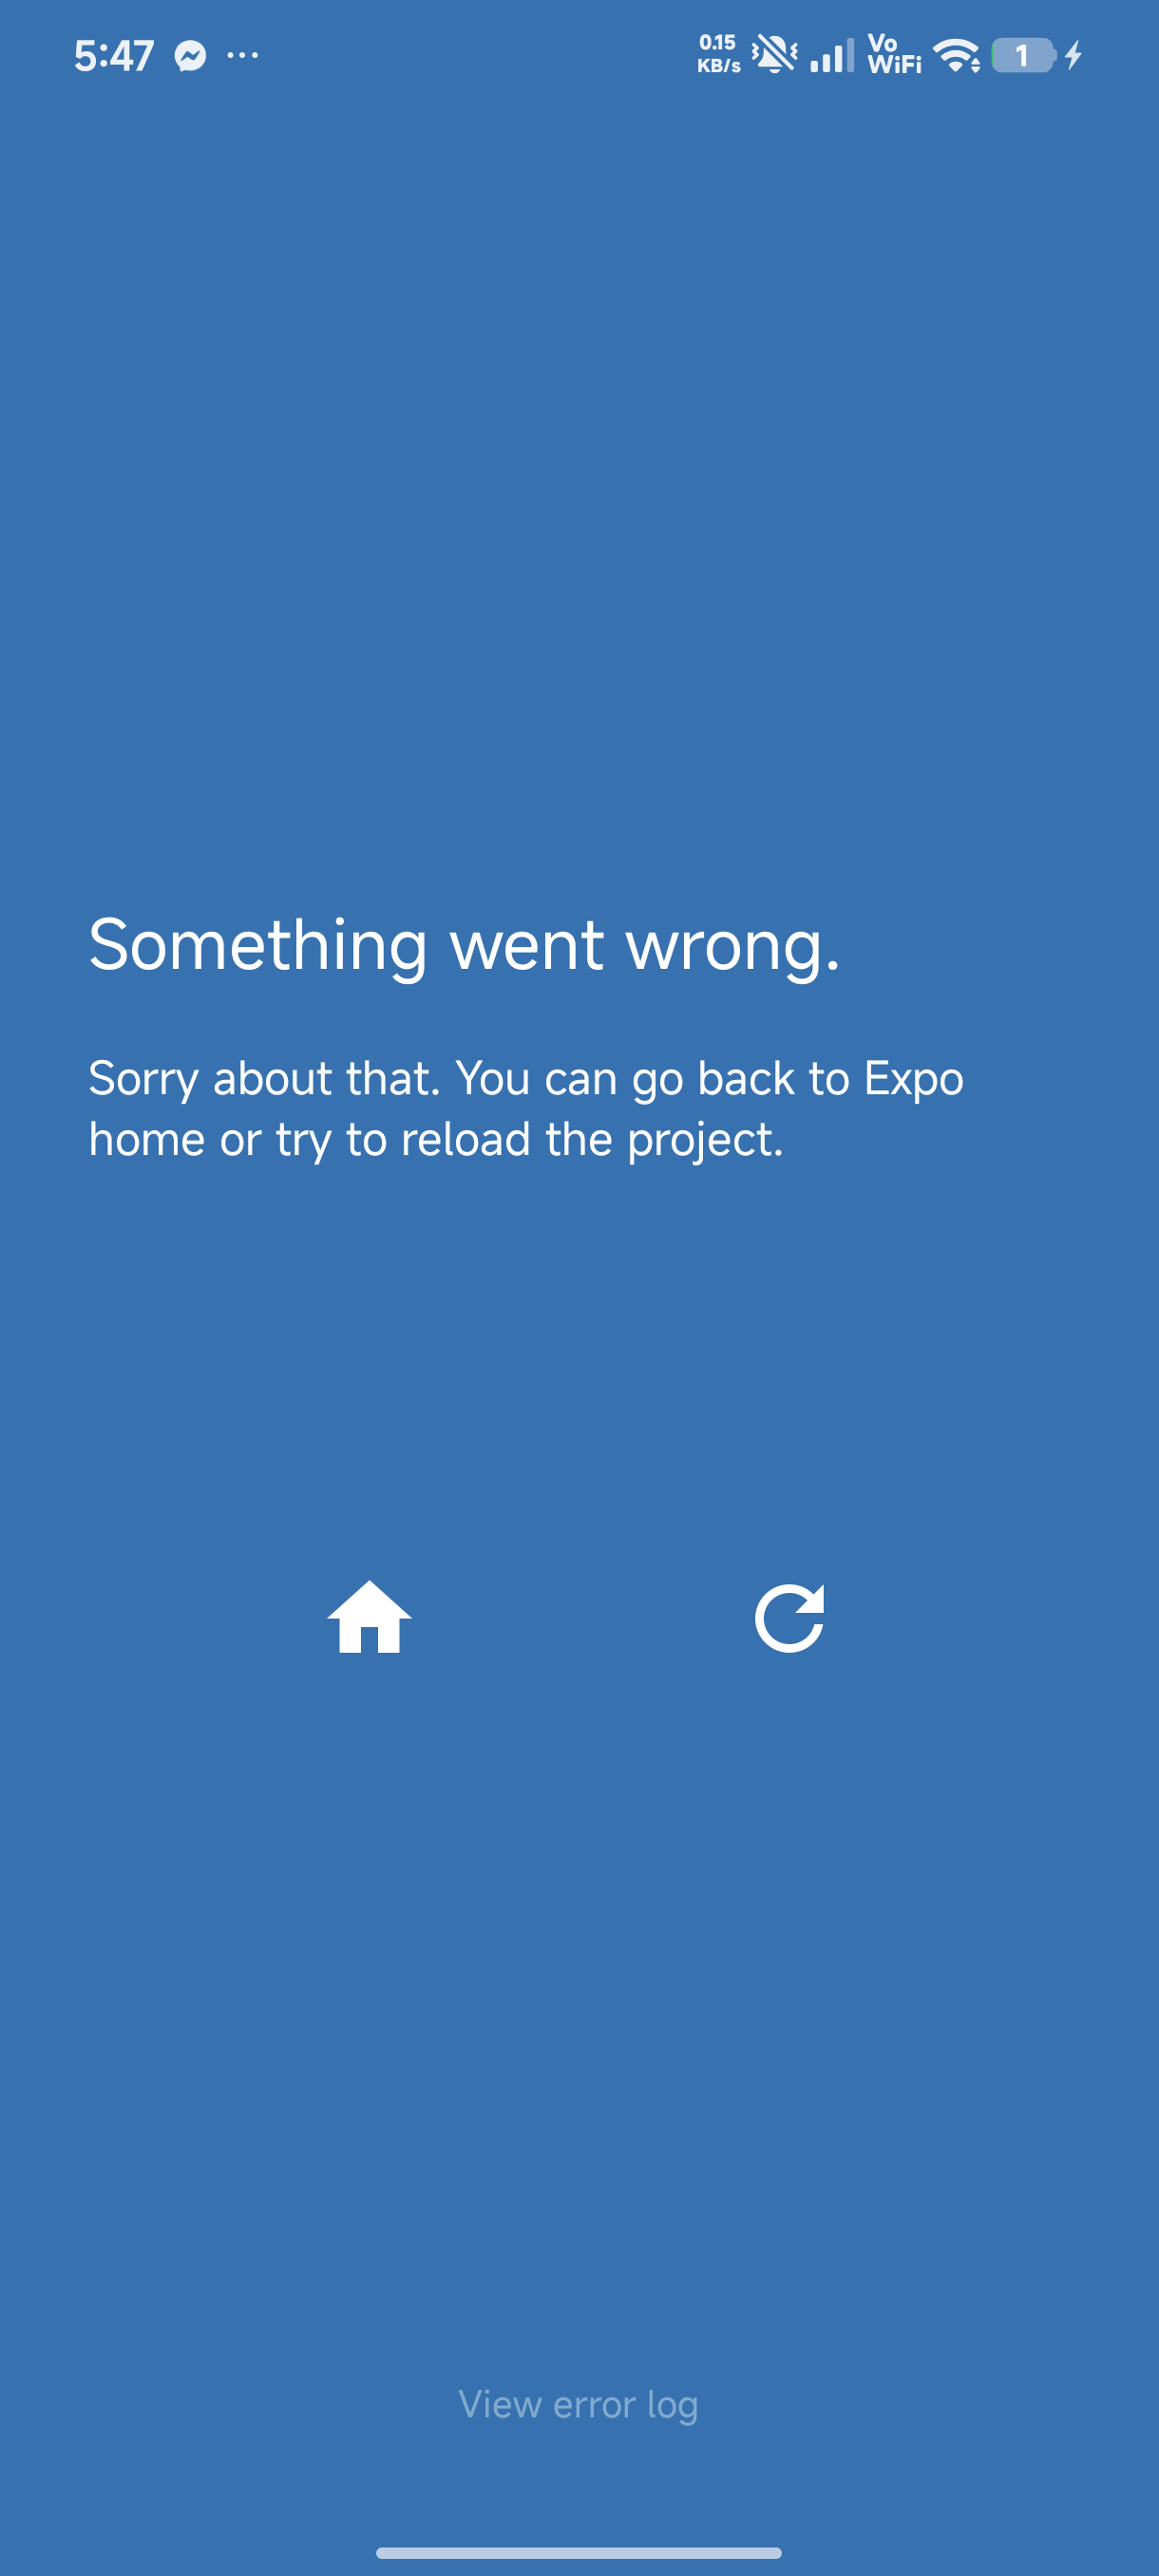 5:47
0.15
KB/s
Vo
WiFi
1
Something went wrong.
Sorry about that. You can go back to Expo
home or try to reload the project.
View error log